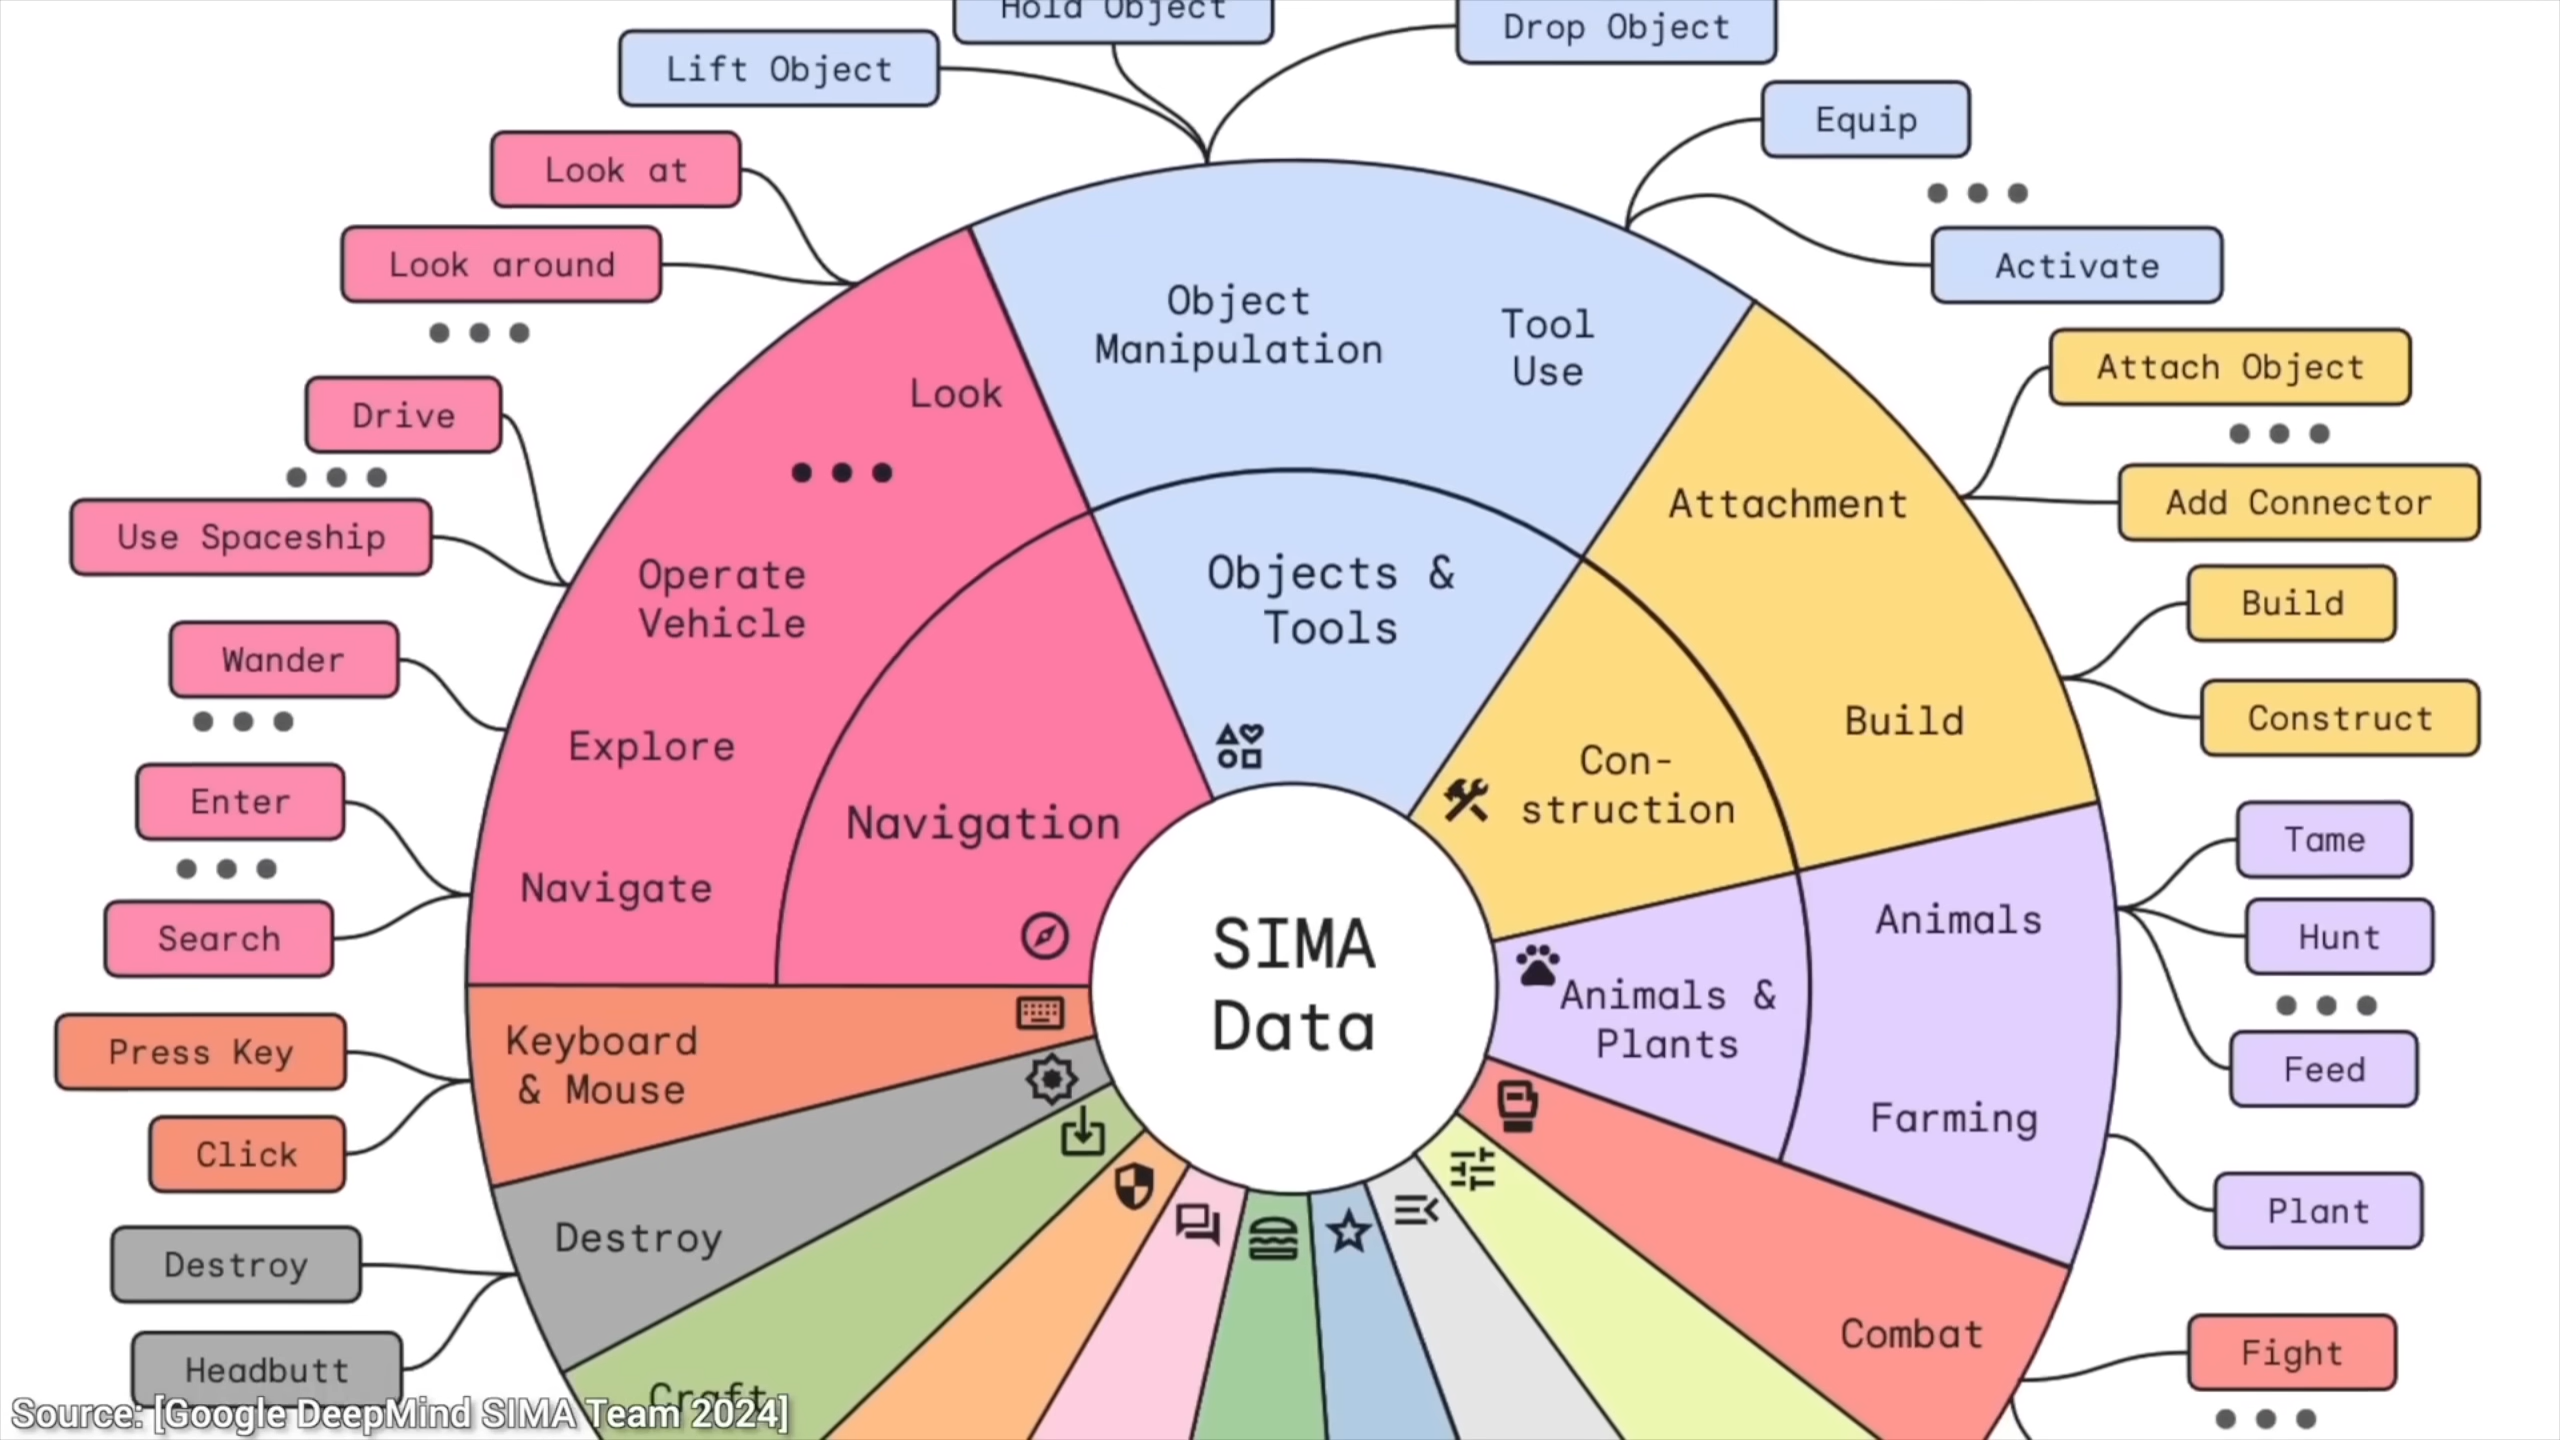 Hold Object
Drop Object
Lift Object
Equip
Look at
Look around
Activate
Object
Manipulation
Tool
Use
Attach Object
Look
Drive
Attachment
Add Connector
Use Spaceship
Operate
Vehicle
Objects &
Tools
Build
Wander
Explore
Build
Construct
Con-
struction
Enter
Navigation
Tame
Navigate
Animals
Search
Hunt
SIMA
Data
Animals &
Plants
Keyboard
& Mouse
Press Key
Feed
Farming
Click
Plant
Destroy
Destroy
Combat
Fight
Headbutt
Craft
Source: [Google DeepMind SIMA Team 2024]